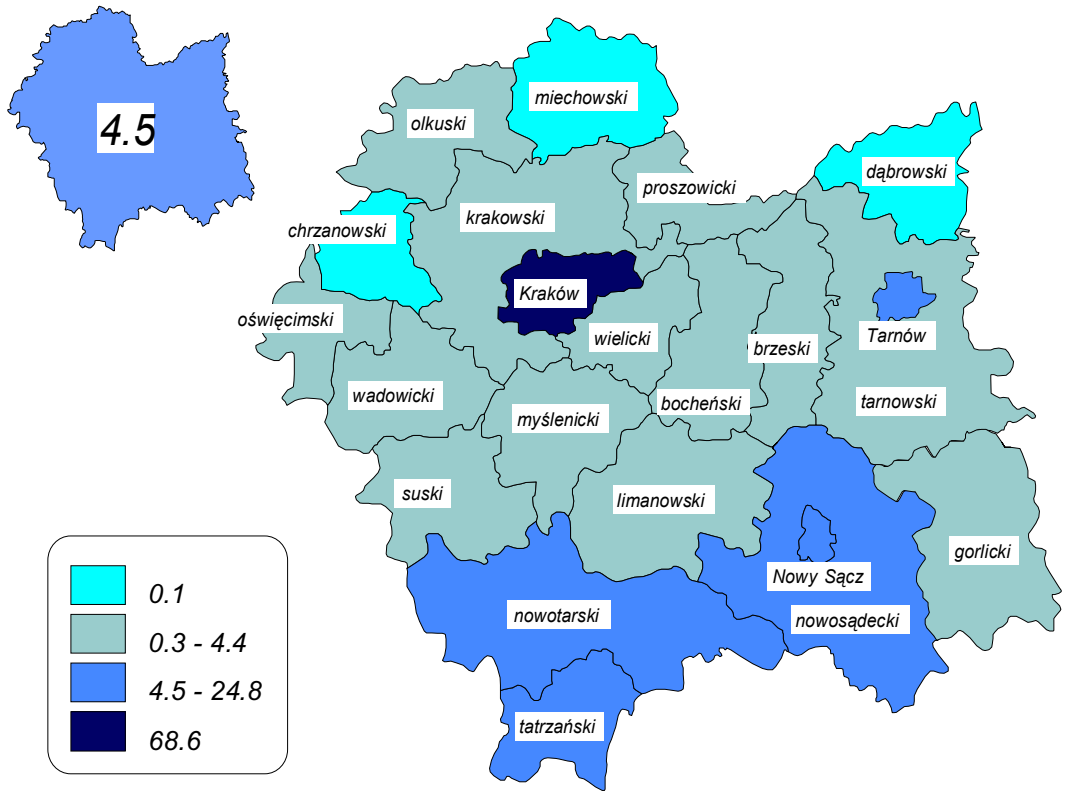 4.5
miechowski
olkuski
dąbrowski
proszowicki
krakowski
chrzanowski
Kraków
oświęcimski
wielicki
Tarnów
brzeski
wadowicki
bocheński
tarnowski
myślenicki
suski
limanowski
gorlicki
Nowy Sącz
nowotarski
nowosądecki
tatrzański
0.1
0.3 - 4.4
4.5 - 24.8
68.6